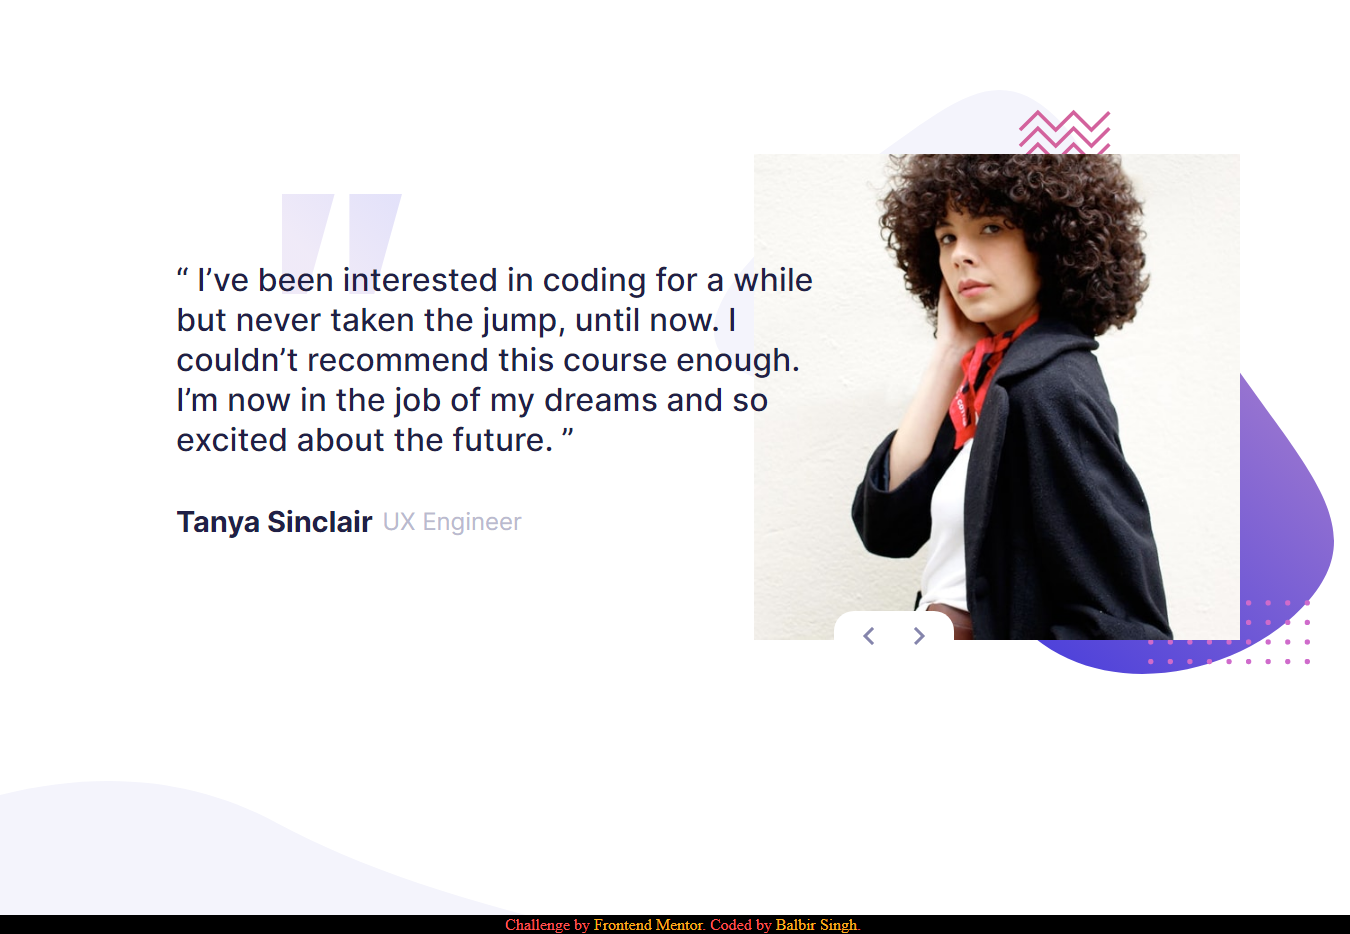 “ I’ve been interested in coding for a while
but never taken the jump, until now. I
couldn’t recommend this course enough.
I’m now in the job of my dreams and so
excited about the future. ”
Tanya Sinclair UX Engineer
Challenge by Frontend Mentor. Coded by Balbir Singh.